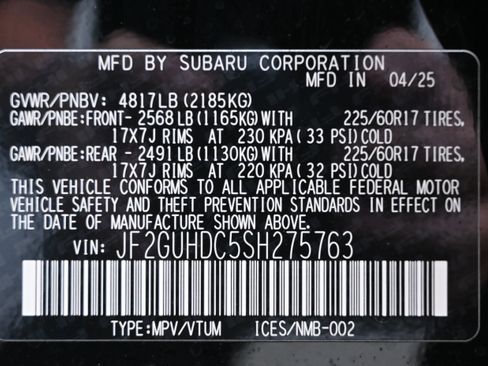 MFD BY SUBARU CORPORATION
MFD IN 04/25
GVWR/PNBV: 4817LB(2185KG)
GAWR/PNBE:FRONT- 2568 LB(1165KG)WITH 225/60R17 TIRES,
17X7J RIMS AT 230 KPA(33 PSI)COLD
GAWR/PNBE:REAR - 2491 LB(1130KG)WITH 225/60R17 TIRES,
17X7J RIMS AT 220 KPA(32 PSI)COLD
THIS VEHICLE CONFORMS TO ALL APPLICABLE FEDERAL MOTOR
VEHICLE SAFETY AND THEFT PREVENTION STANDARDS IN EFFECT ON
THE DATE OF MANUFACTURE SHOWN ABOVE.
VIN: JF2GUHDC5SH275763
TYPE:MPV/VTUM ICES/NMB-002